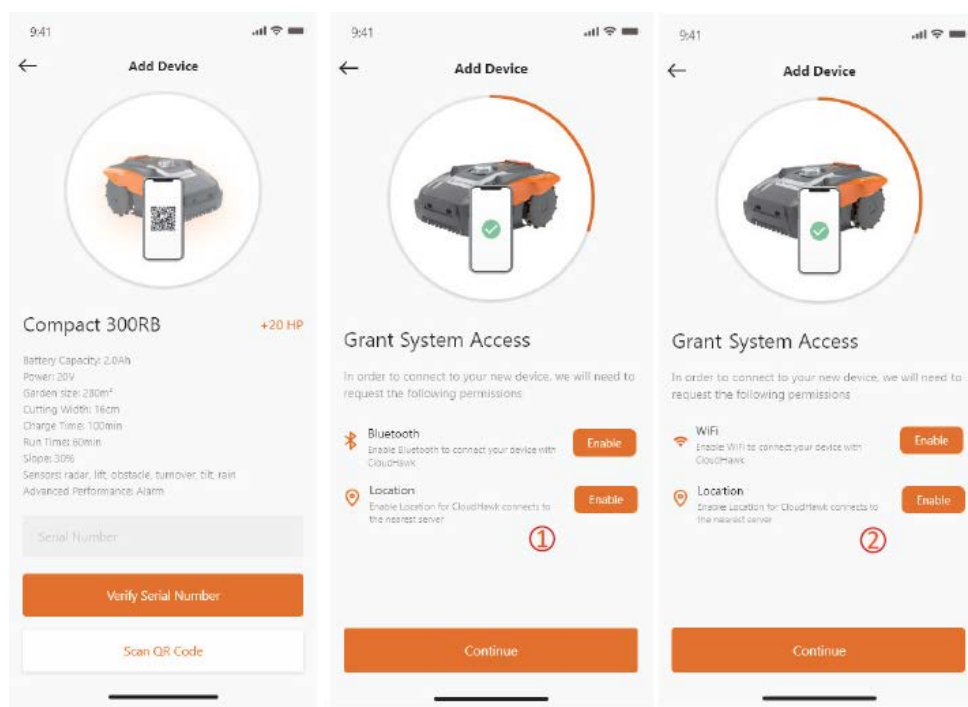 9:41
Add Device
Compact 300RB
+20 HP
Battery Capacity: 2.0Ah
Power: 20V
Garden size: 280m²
Cutting Width: 16cm
Charge Time: 100min
Run Time: 60min
Slope: 30%
Sensors: radar, lift, obstacle, turnover, tilt, rain
Advanced Performance: Alarm
Serial Number
Verify Serial Number
Scan QR Code
9:41
Add Device
Grant System Access
In order to connect to your new device, we will need to
request the following permissions
Bluetooth
Enable Bluetooth to connect your device with
CloudHawk
Enable
Location
Enable Location for CloudHawk connects to
the nearest server
Enable
①
Continue
9:41
Add Device
Grant System Access
In order to connect to your new device, we will need to
request the following permissions
WiFi
Enable WiFi to connect your device with
CloudHawk
Enable
Location
Enable Location for CloudHawk connects to
the nearest server
Enable
②
Continue